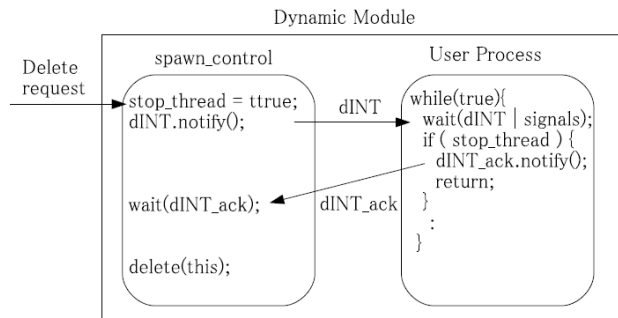 Dynamic Module
spawn_control
User Process
Delete
request
stop_thread = ttrue;
dINT.notify();
wait(dINT_ack);
delete(this);
dINT
dINT_ack
while(true){
wait(dINT | signals);
if ( stop_thread ) {
dINT_ack.notify();
return;
}
:
}